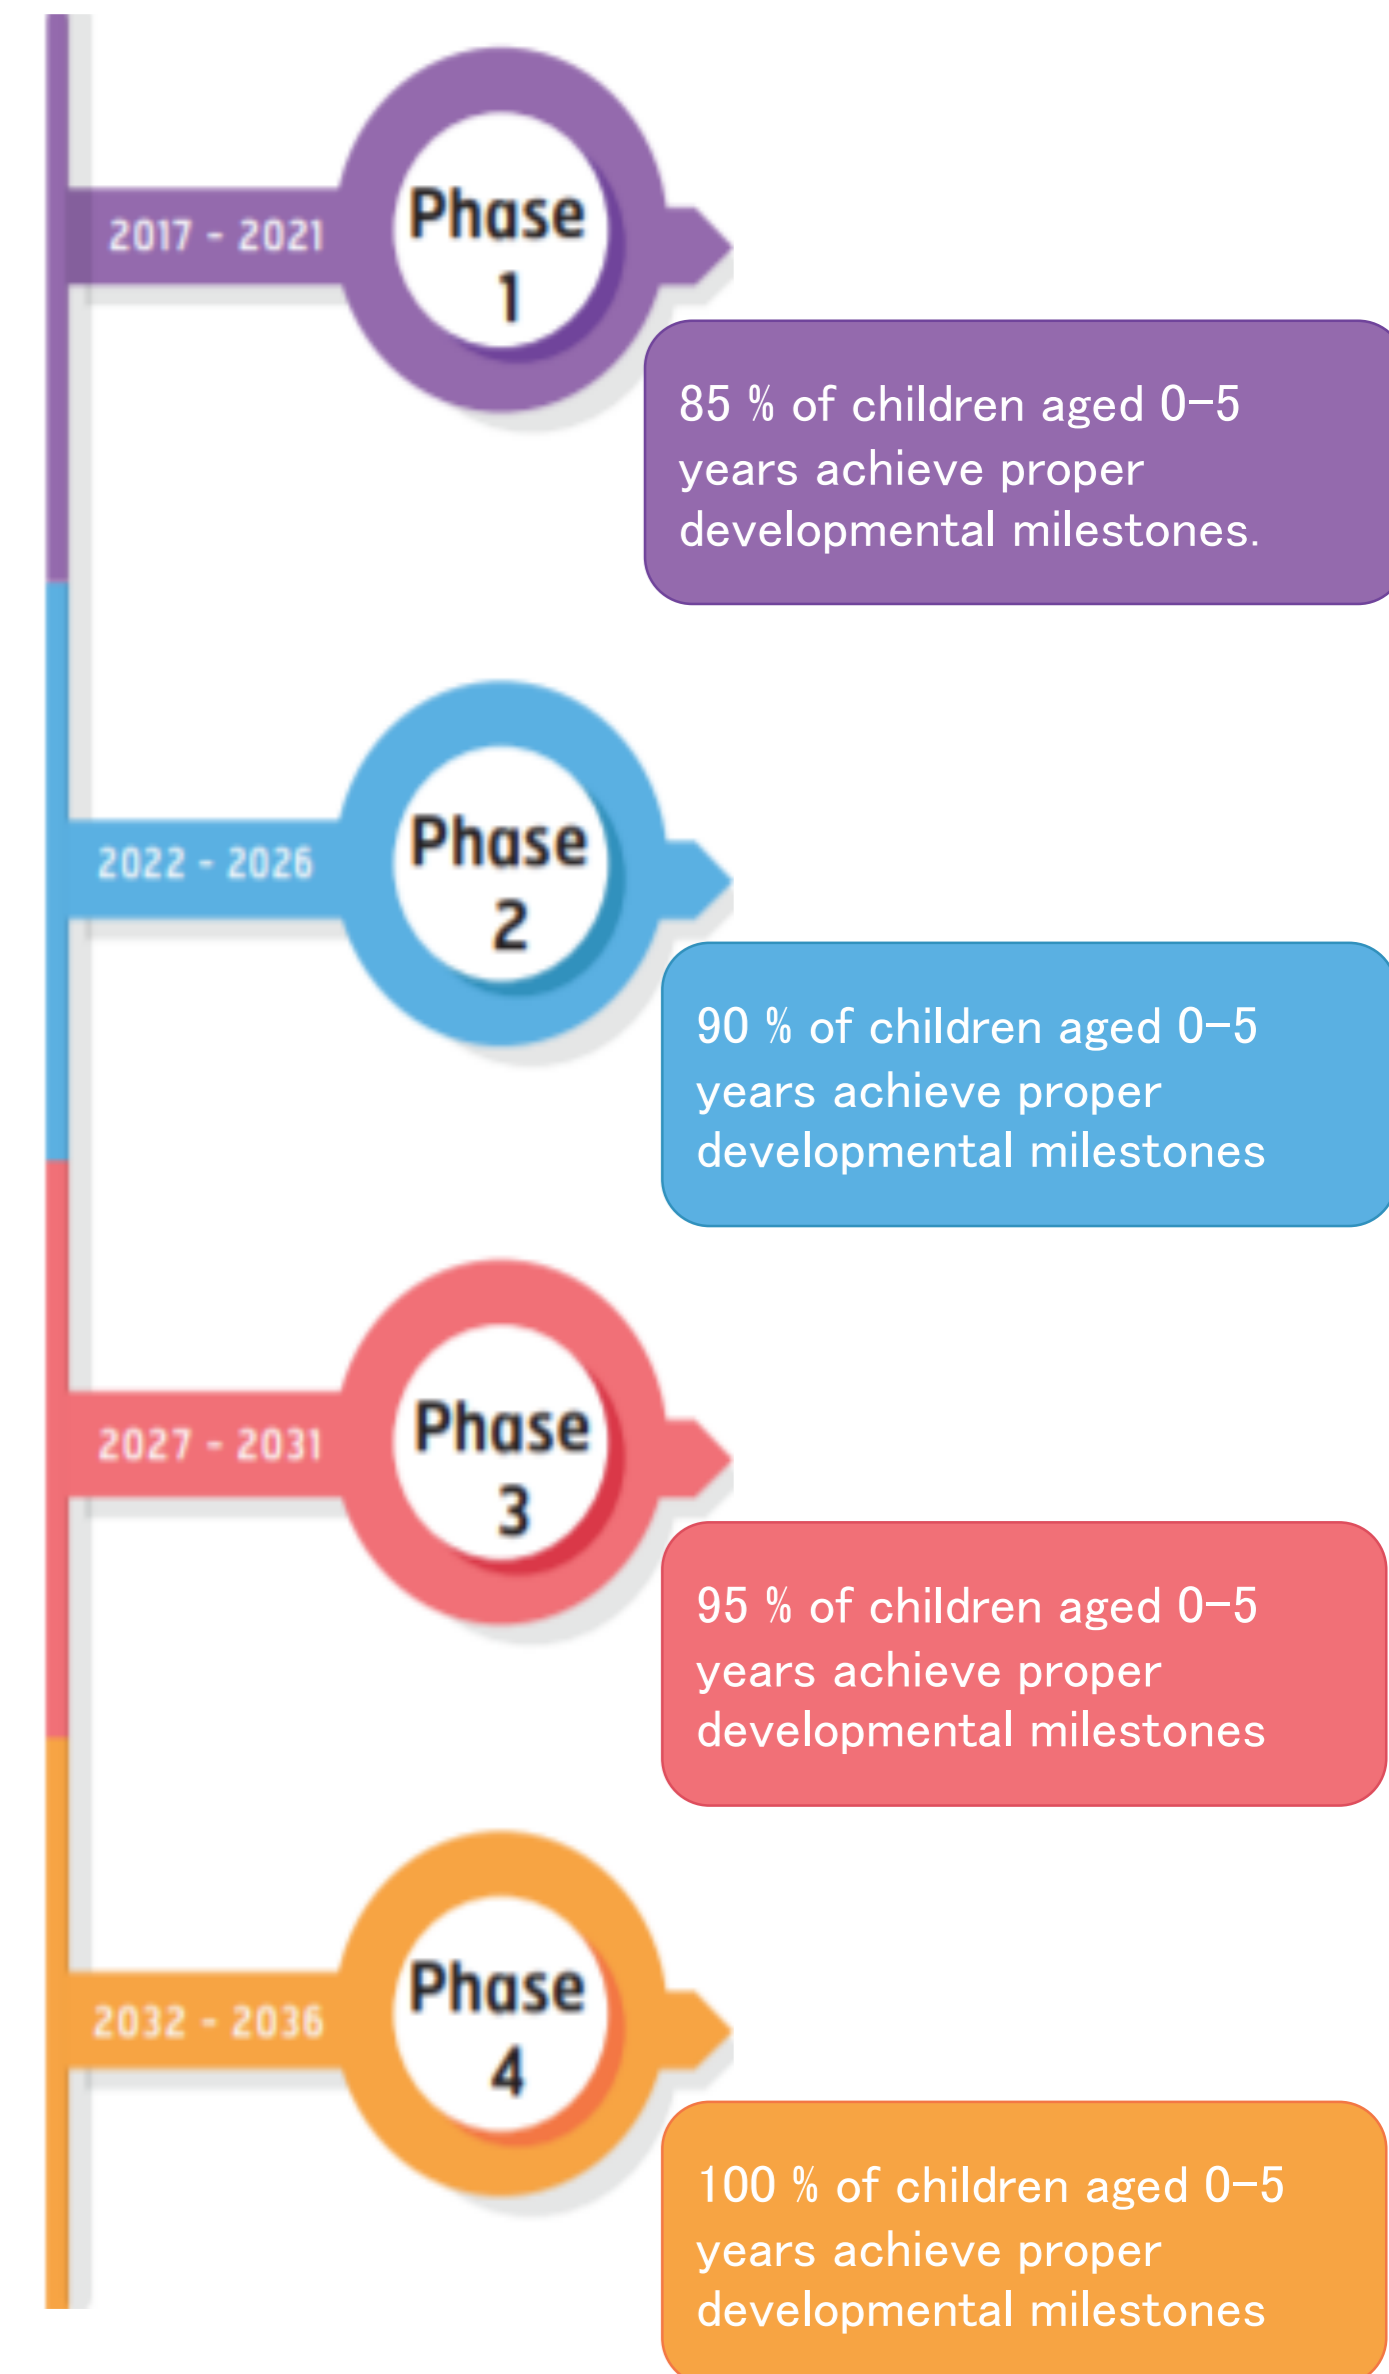 2017 - 2021
Phase
1
85 % of children aged 0-5
years achieve proper
developmental milestones.
2022 - 2026
Phase
2
90 % of children aged 0-5
years achieve proper
developmental milestones
2027 - 2031
Phase
3
95 % of children aged 0-5
years achieve proper
developmental milestones
2032 - 2036
Phase
4
100 % of children aged 0-5
years achieve proper
developmental milestones